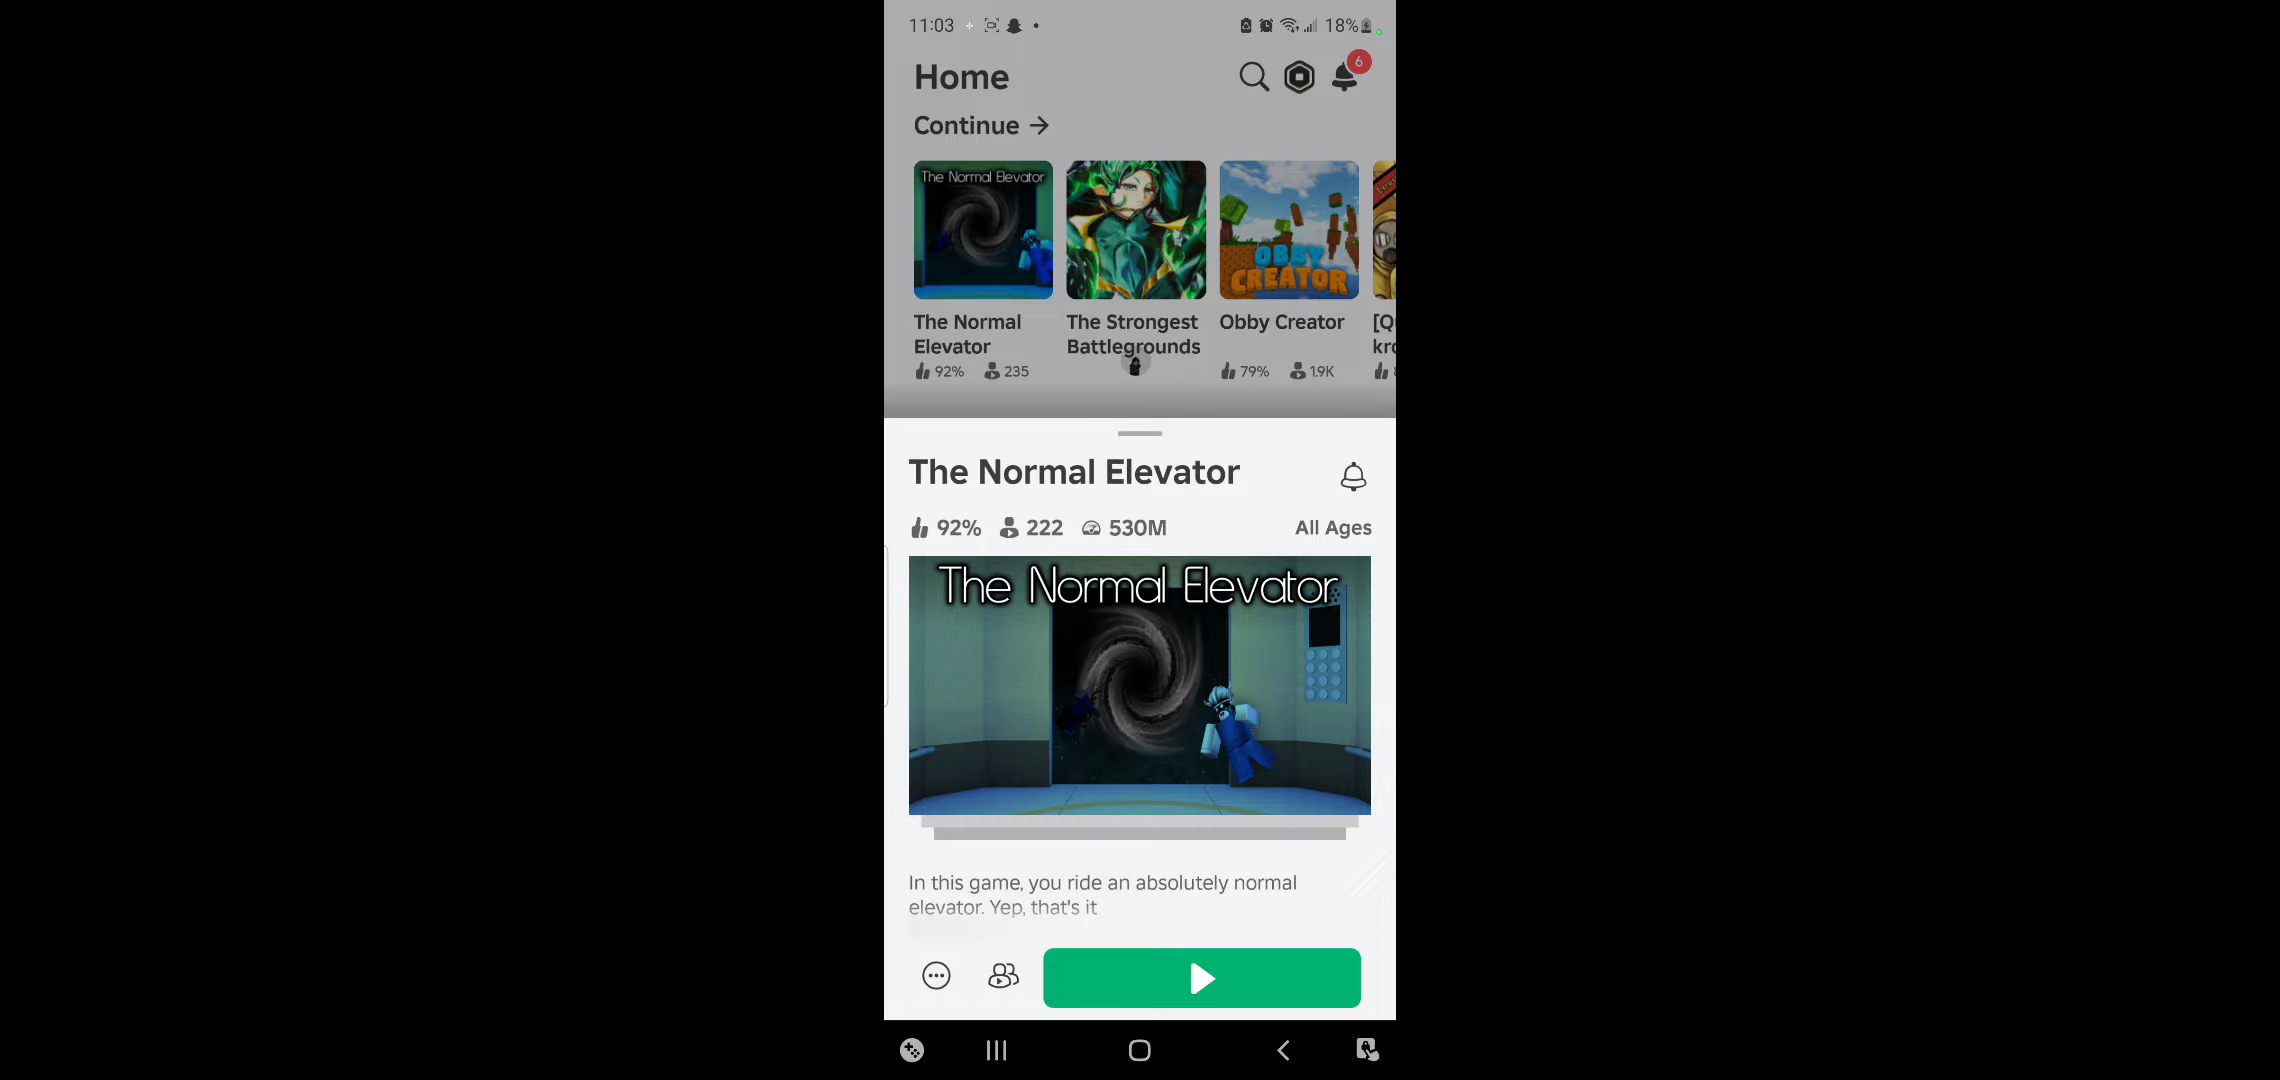 11:03
18%
Home
6
Continue →
The Normal Elevator
OBBY
CREATOR
The Normal
Elevator
92% 235
The Strongest
Battlegrounds
Obby Creator
79% 1.9K
The Normal Elevator
92% 222 530M All Ages
The Normal Elevator
In this game, you ride an absolutely normal
elevator. Yep, that's it